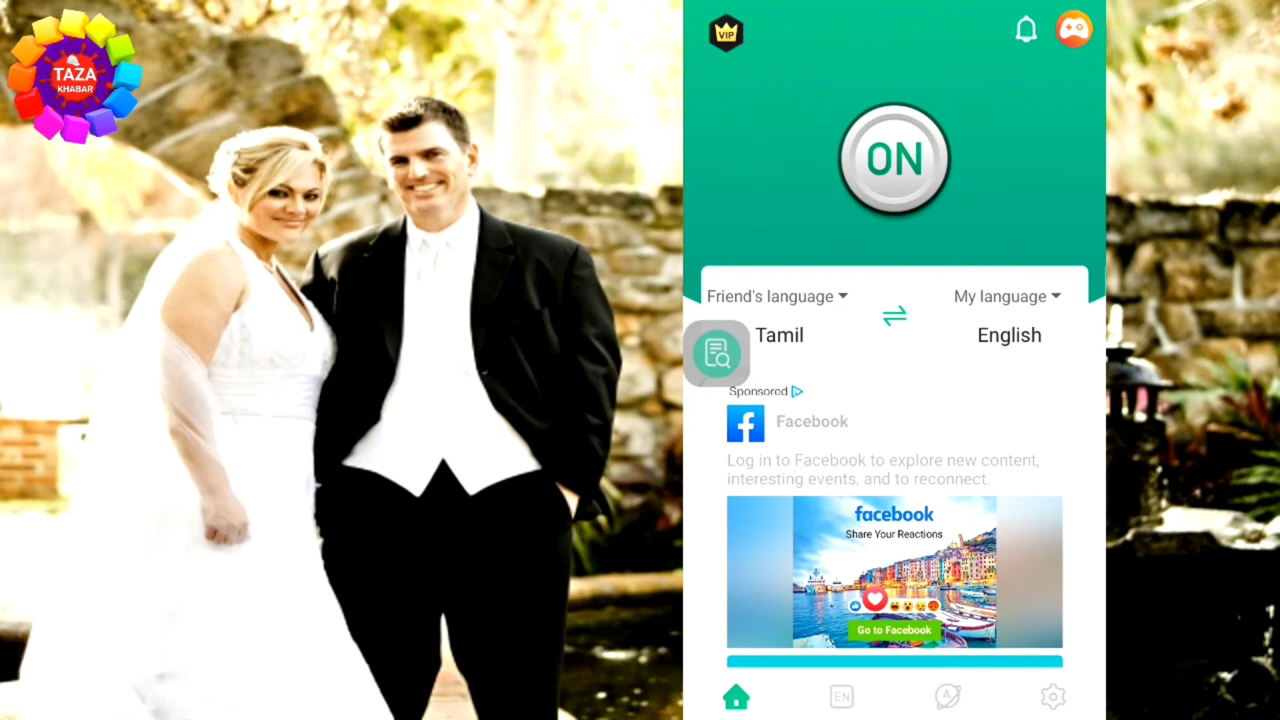 TAZA
KHABAR
VIP
ON
Friend's language
My language
Tamil
English
Sponsored
Facebook
Log in to Facebook to explore new content,
interesting events, and to reconnect.
facebook
Share Your Reactions
Go to Facebook
EN
A